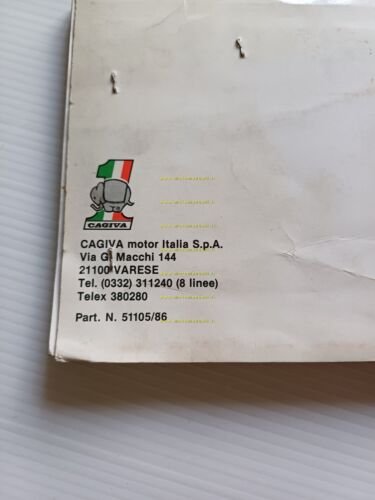 1
CAGIVA
CAGIVA motor Italia S.p.A.
Via G. Macchi 144
21100 VARESE
Tel. (0332) 311240 (8 linee)
Telex 380280
Part. N. 51105/86